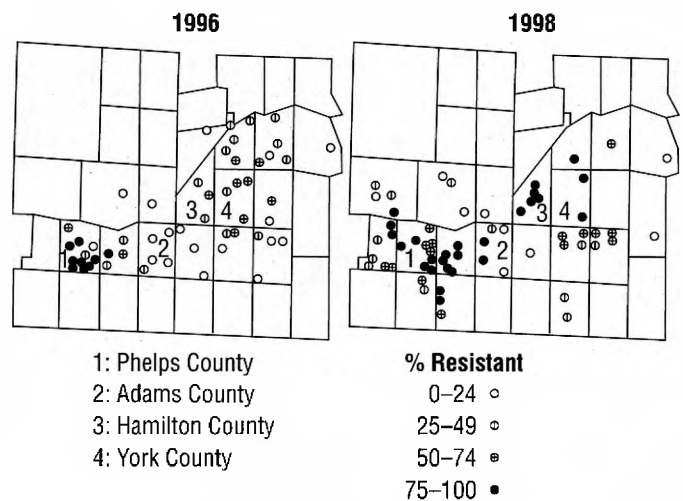 1996
1998
3
4
2
1
3
4
2
1
1: Phelps County
2: Adams County
3: Hamilton County
4: York County
% Resistant
0–24
25–49
50–74
75–100